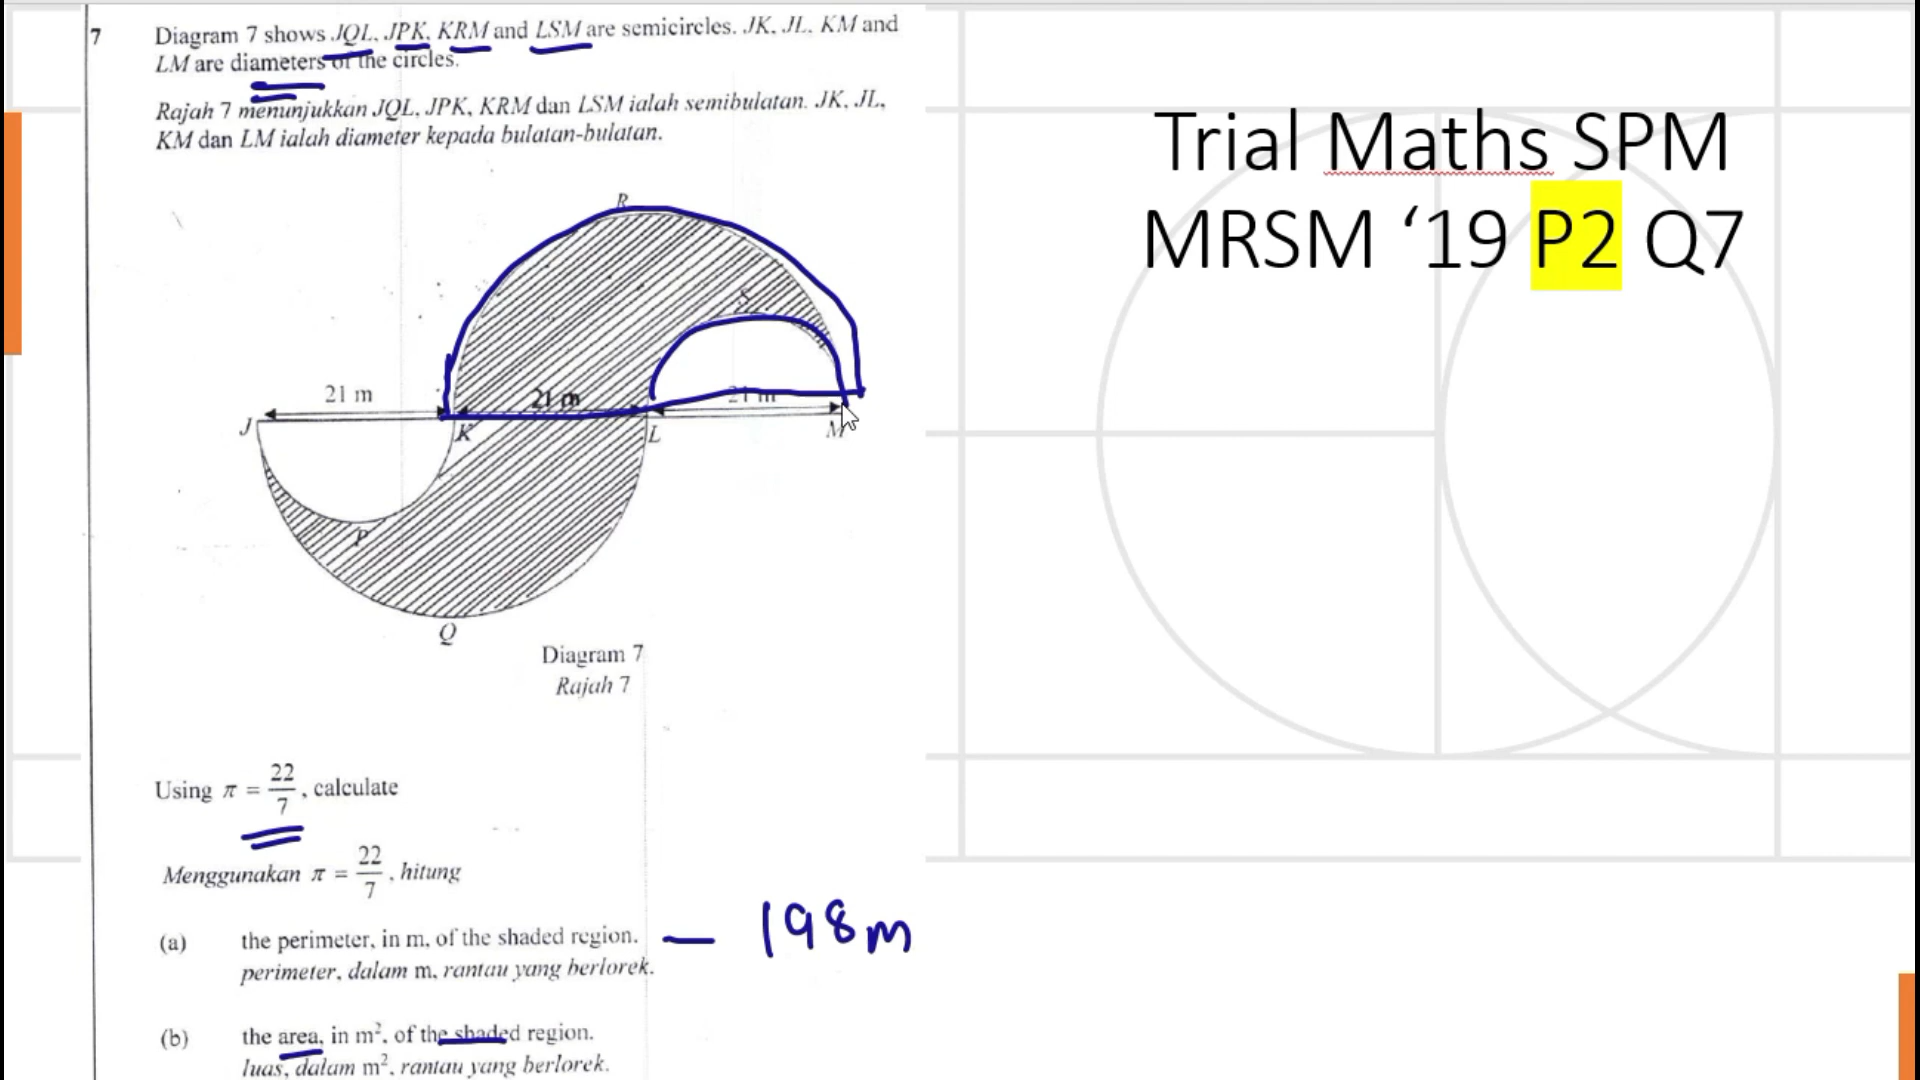 7 Diagram 7 shows JQL, JPK, KRM and LSM are semicircles. JK, JL, KM and
LM are diameters of the circles.
Rajah 7 menunjukkan JQL, JPK, KRM dan LSM ialah semibulatan. JK, JL,
KM dan LM ialah diameter kepada bulatan-bulatan.
Trial Maths SPM
MRSM ‘19 P2 Q7
R
S
21 m
21 m
21 m
J
K
L
M
P
Q
Diagram 7
Rajah 7
Using π = 22/7, calculate
Menggunakan π = 22/7, hitung
(a) the perimeter, in m, of the shaded region. — 198m
perimeter, dalam m, rantau yang berlorek.
(b) the area, in m², of the shaded region.
luas, dalam m², rantau yang berlorek.